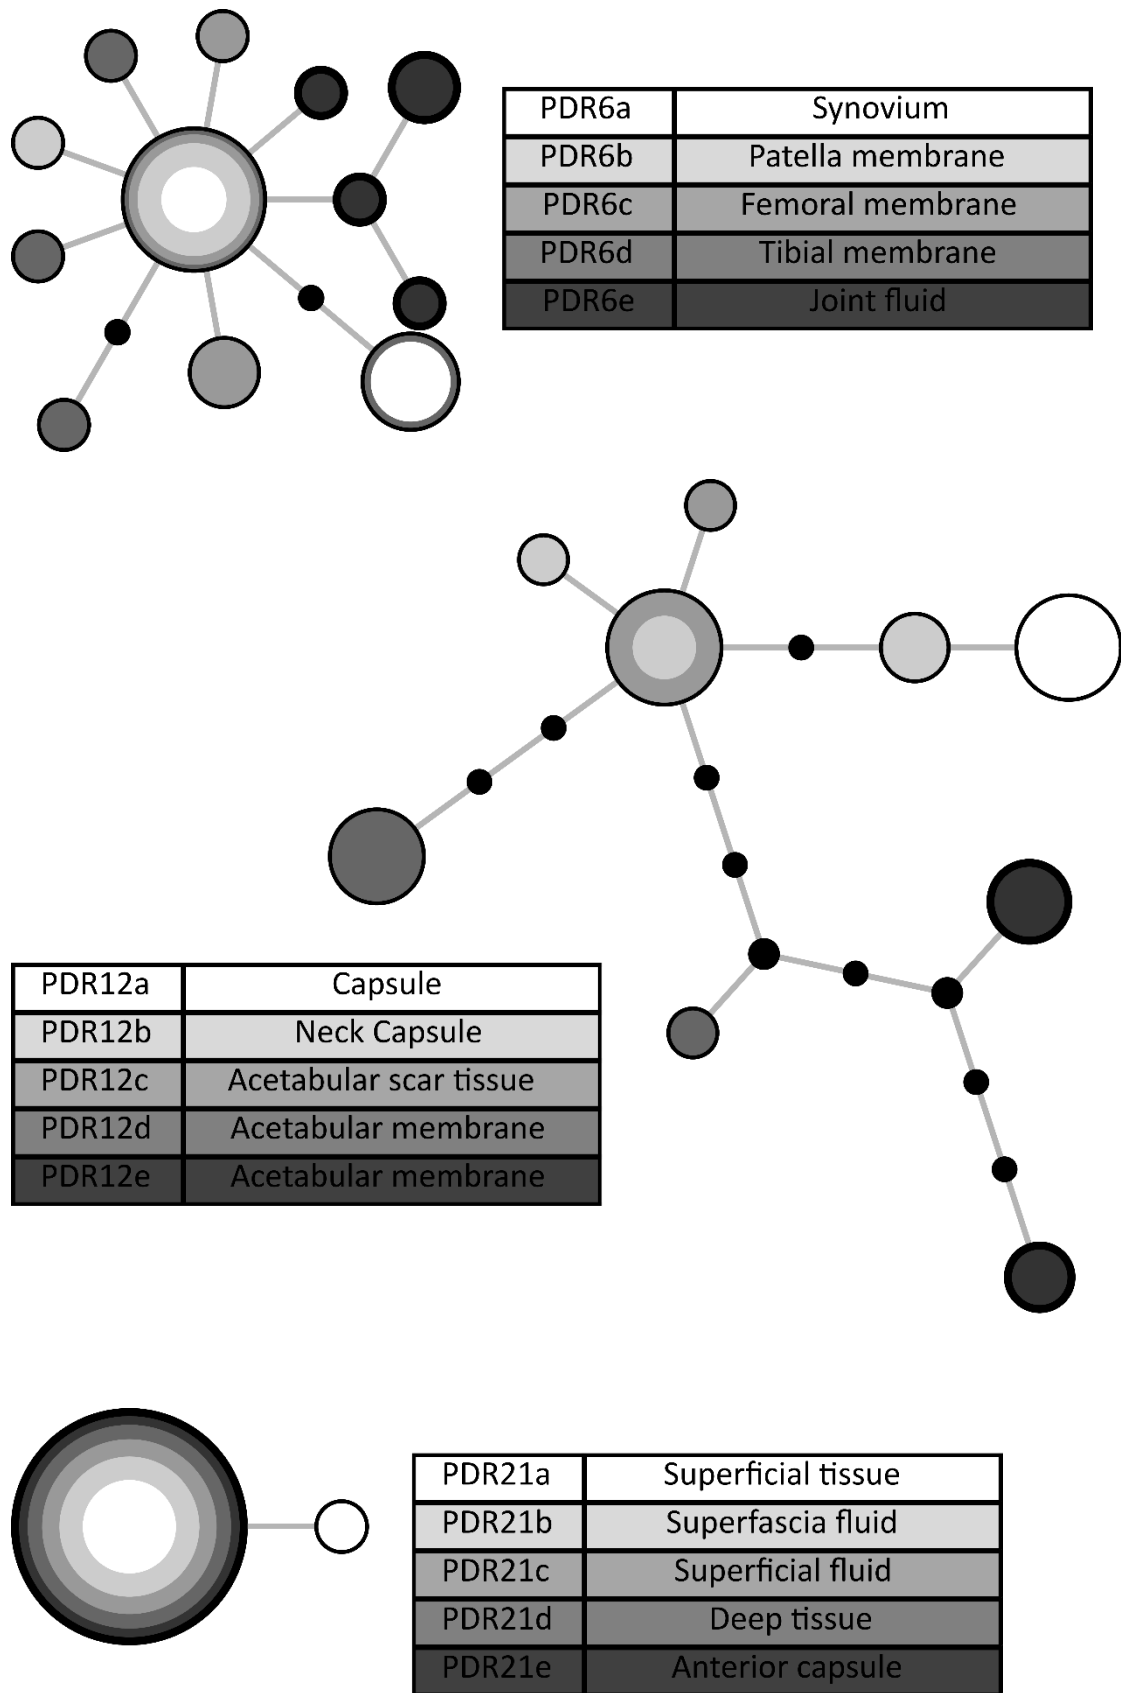 PDR6a Synovium
PDR6b Patella membrane
PDR6c Femoral membrane
PDR6d Tibial membrane
PDR6e Joint fluid
PDR12a Capsule
PDR12b Neck Capsule
PDR12c Acetabular scar tissue
PDR12d Acetabular membrane
PDR12e Acetabular membrane
PDR21a Superficial tissue
PDR21b Superfascia fluid
PDR21c Superficial fluid
PDR21d Deep tissue
PDR21e Anterior capsule